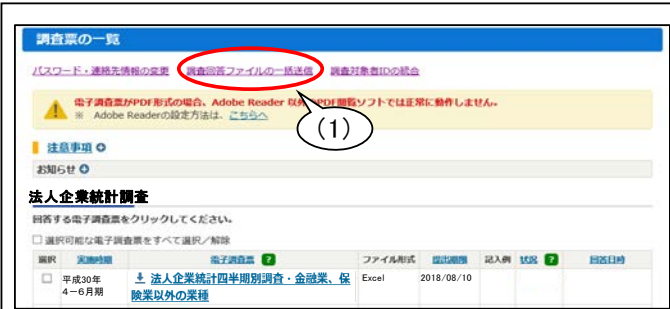 調査票の一覧
パスワード・連絡先情報の変更 調査回答ファイルの一括送信 調査対象者IDの統合
電子調査票がPDF形式の場合、Adobe Reader 以外のPDF閲覧ソフトでは正常に動作しません。
※ Adobe Readerの設定方法は、こちらへ
(1)
注意事項
お知らせ
法人企業統計調査
回答する電子調査票をクリックしてください。
選択可能な電子調査票をすべて選択／解除
選択 実施時期 電子調査票 ? ファイル形式 提出期限 記入例 状況 ? 回答日時
平成30年 法人企業統計四半期別調査・金融業、保 Excel 2018/08/10
4－6月期 険業以外の業種